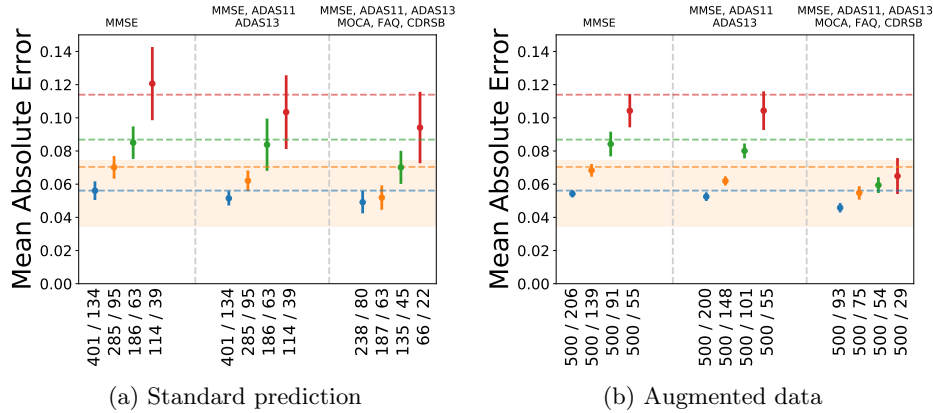 MMSE
MMSE, ADAS11
ADAS13
MMSE, ADAS11, ADAS13
MOCA, FAQ, CDRSB
Mean Absolute Error
0.14
0.12
0.10
0.08
0.06
0.04
0.02
0.00
401 / 134
285 / 95
186 / 63
114 / 39
401 / 134
285 / 95
186 / 63
114 / 39
238 / 80
187 / 63
135 / 45
66 / 22
(a) Standard prediction
MMSE
MMSE, ADAS11
ADAS13
MMSE, ADAS11, ADAS13
MOCA, FAQ, CDRSB
Mean Absolute Error
0.14
0.12
0.10
0.08
0.06
0.04
0.02
0.00
500 / 206
500 / 139
500 / 91
500 / 55
500 / 200
500 / 148
500 / 101
500 / 55
500 / 93
500 / 75
500 / 54
500 / 29
(b) Augmented data